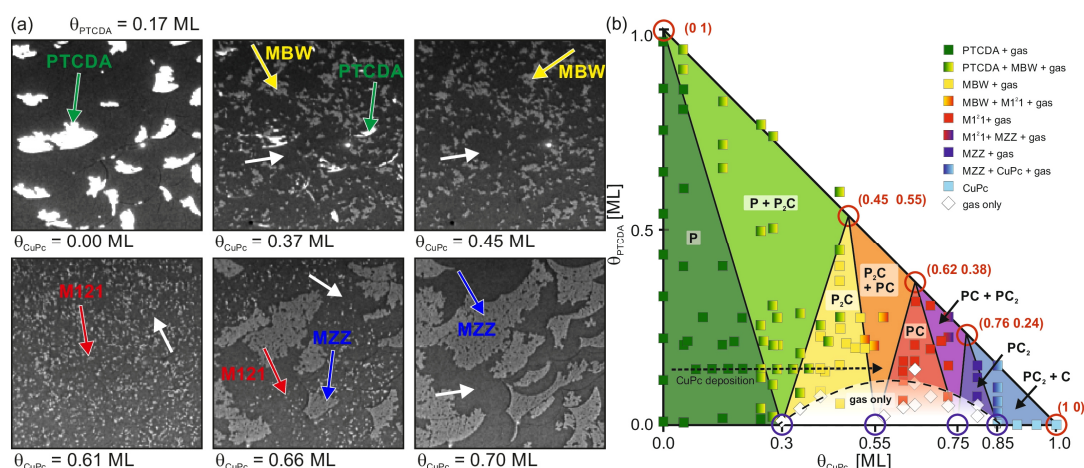 (a)
θPTCDA = 0.17 ML
PTCDA
MBW
PTCDA
MBW
θCuPc = 0.00 ML
θCuPc = 0.37 ML
θCuPc = 0.45 ML
M121
M121
MZZ
MZZ
θCuPc = 0.61 ML
θCuPc = 0.66 ML
θCuPc = 0.70 ML
(b)
(0 1)
1.0
0.5
0.0
θPTCDA [ML]
PTCDA + gas
PTCDA + MBW + gas
MBW + gas
MBW + M1²1 + gas
M1²1+ gas
M1²1+ MZZ + gas
MZZ + gas
MZZ + CuPc + gas
CuPc
gas only
P
P + P₂C
(0.45 0.55)
P₂C
P₂C
+ PC
(0.62 0.38)
PC
PC + PC₂
(0.76 0.24)
PC₂
PC₂ + C
(1 0)
CuPc deposition
gas only
0.0
0.3
0.55
0.75
0.85
1.0
θCuPc [ML]